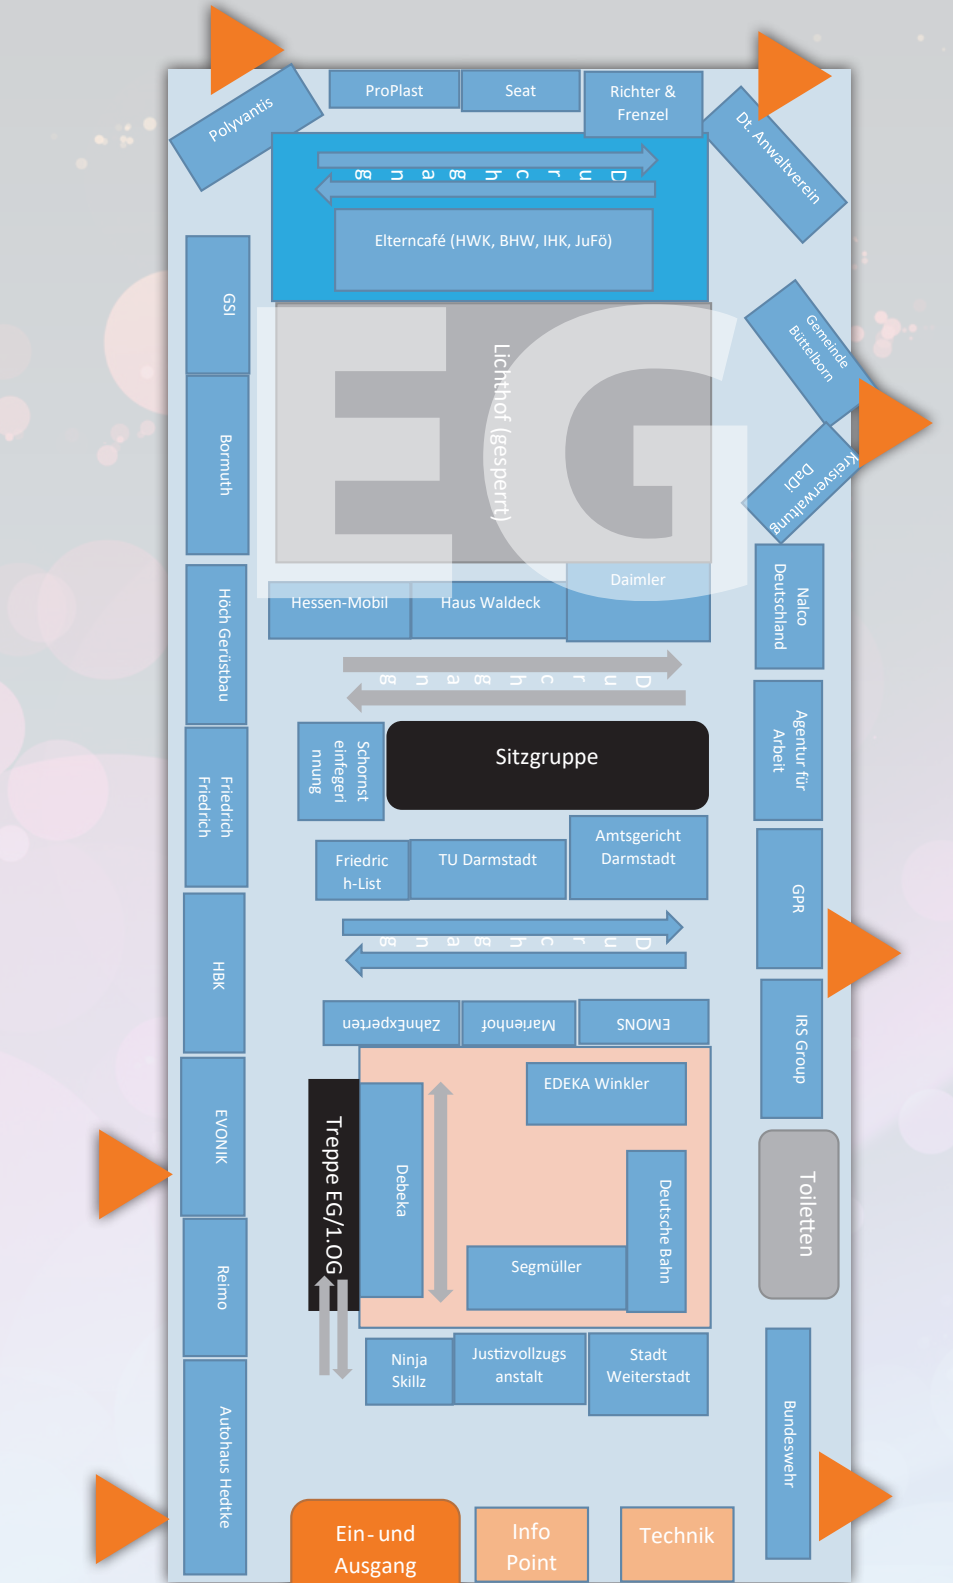 Polyvantis
ProPlast
Seat
Richter &
Frenzel
Dt. Anwaltverein
Durchgang
Elterncafé (HWK, BHW, IHK, JuFö)
GSI
Gemeinde
Büttelborn
EG
Lichthof (gesperrt)
Bormuth
Kreisverwaltung
DaDi
Hessen-Mobil
Haus Waldeck
Daimler
Nalco
Deutschland
Höch Gerüstbau
Durchgang
Agentur für
Arbeit
Schornst
einfegeri
nnung
Sitzgruppe
Friedrich
Friedrich
Friedric
h-List
TU Darmstadt
Amtsgericht
Darmstadt
GPR
HBK
Durchgang
IRS Group
ZahnExperten
Marienhof
EMONS
EVONIK
Treppe EG/1.OG
Debeka
EDEKA Winkler
Deutsche Bahn
Segmüller
Toiletten
Reimo
Ninja
Skillz
Justizvollzugs
anstalt
Stadt
Weiterstadt
Autohaus Hedtke
Bundeswehr
Ein- und
Ausgang
Info
Point
Technik